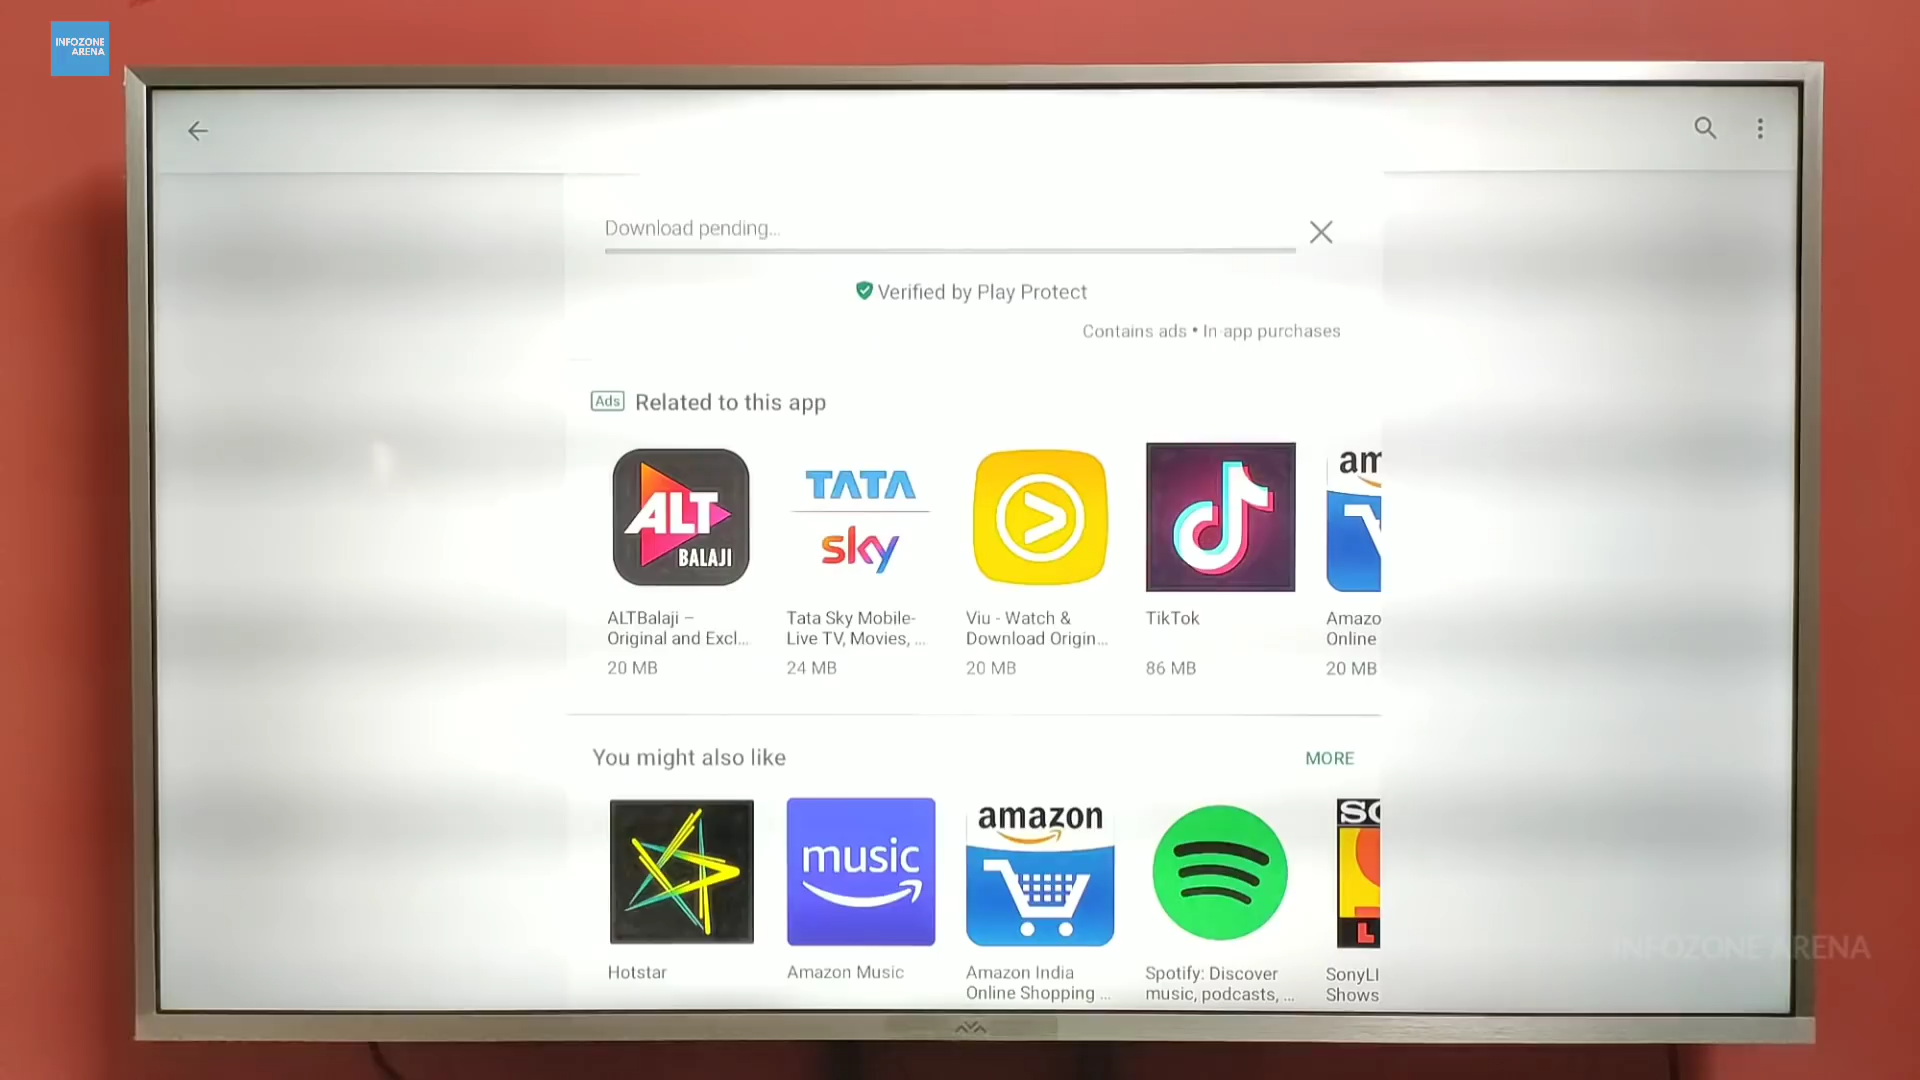 INFOZONE
ARENA
Download pending...
Verified by Play Protect
Contains ads • In-app purchases
Ads Related to this app
ALT
BALAJI
TATA
sky
am
ALTBalaji –
Original and Excl...
20 MB
Tata Sky Mobile-
Live TV, Movies, ...
24 MB
Viu - Watch &
Download Origin...
20 MB
TikTok
86 MB
Amazo
Online
20 MB
You might also like
MORE
music
amazon
SO
L
Hotstar
Amazon Music
Amazon India
Online Shopping ...
Spotify: Discover
music, podcasts, ...
SonyLI
Shows
INFOZONE ARENA